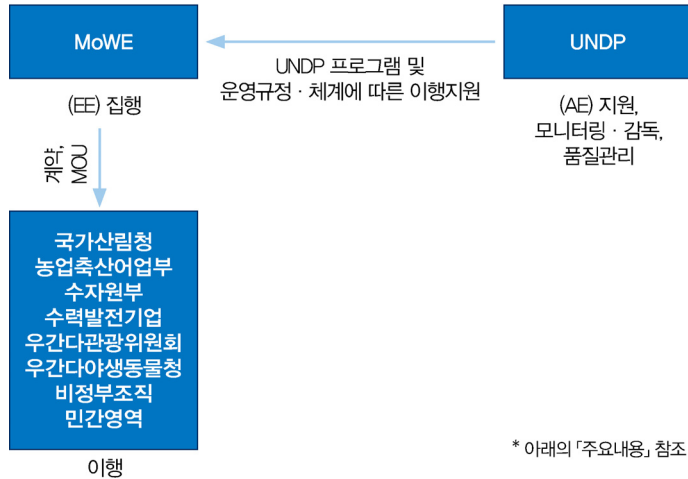 MoWE
UNDP
UNDP 프로그램 및
운영규정 · 체계에 따른 이행지원
(EE) 집행
(AE) 지원,
모니터링 · 감독,
품질관리
계약,
MOU
국가산림청
농업축산어업부
수자원부
수력발전기업
우간다관광위원회
우간다야생동물청
비정부조직
민간영역
이행
* 아래의 「주요내용」 참조